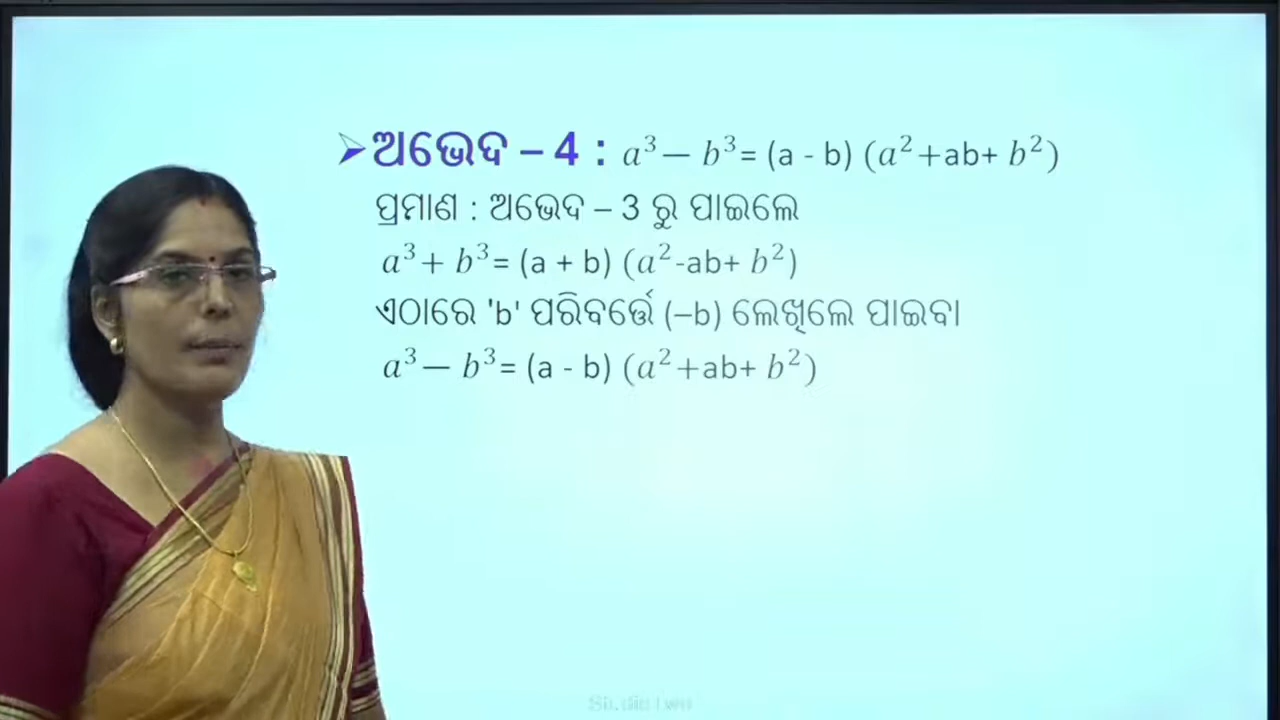 ➢ଅଭେଦ – 4 : a³ — b³= (a - b) (a²+ab+ b²)
ପ୍ରମାଣ : ଅଭେଦ – 3 ରୁ ପାଇଲେ
a³+ b³= (a + b) (a²-ab+ b²)
ଏଠାରେ 'b' ପରିବର୍ତ୍ତେ (–b) ଲେଖିଲେ ପାଇବା
a³ — b³= (a - b) (a²+ab+ b²)